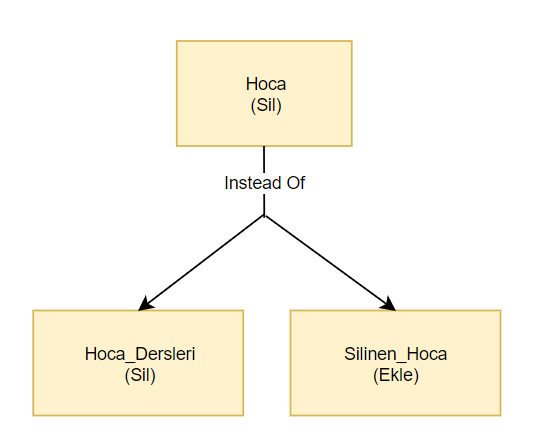 Hoca
(Sil)
Instead Of
Hoca_Dersleri
(Sil)
Silinen_Hoca
(Ekle)